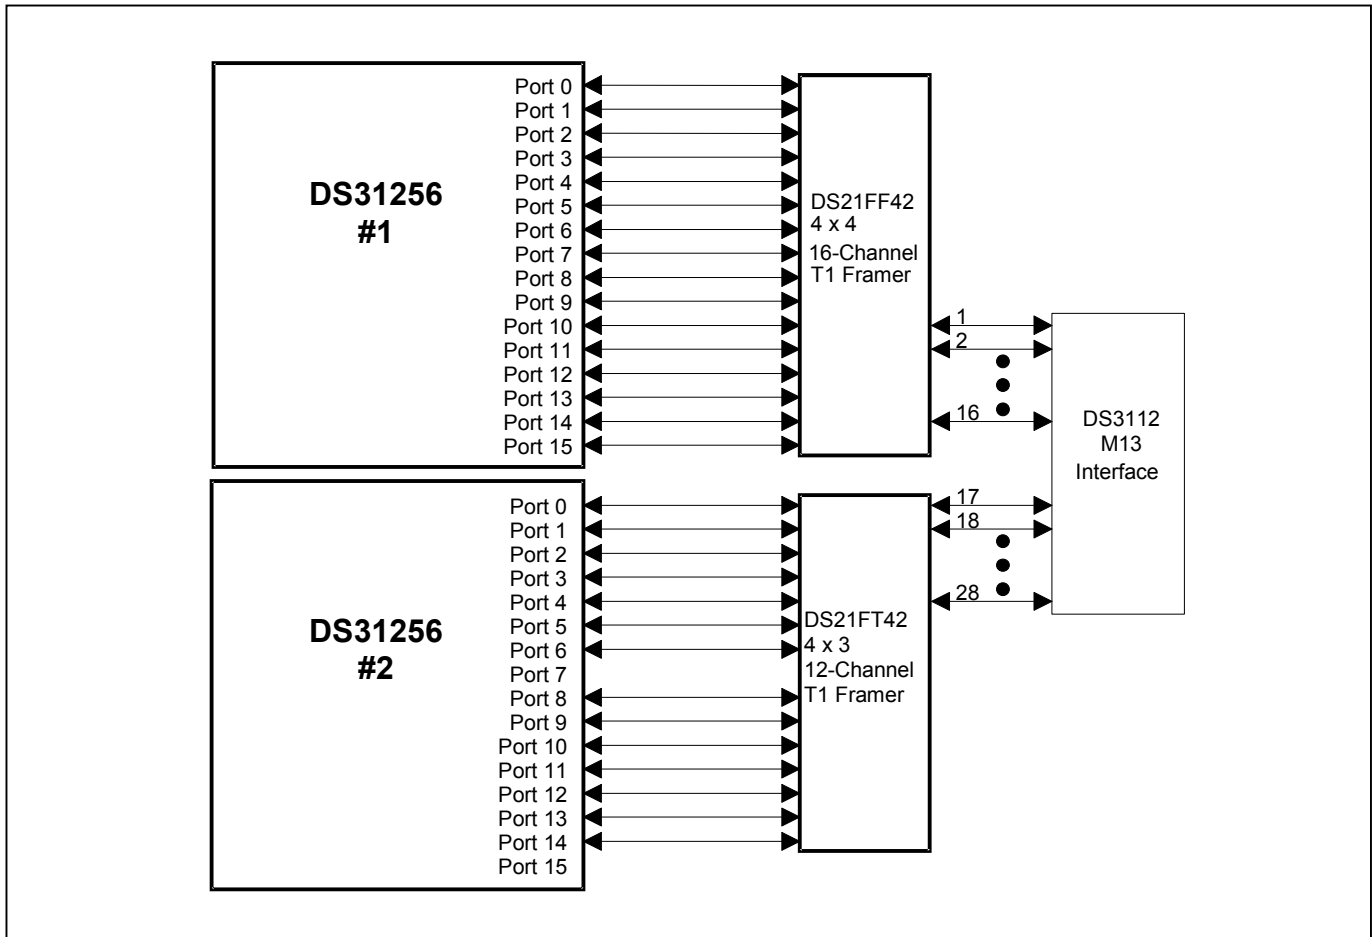 DS31256
#1
Port 0
Port 1
Port 2
Port 3
Port 4
Port 5
Port 6
Port 7
Port 8
Port 9
Port 10
Port 11
Port 12
Port 13
Port 14
Port 15
DS21FF42
4 x 4
16-Channel
T1 Framer
1
2
16
DS3112
M13
Interface
DS31256
#2
Port 0
Port 1
Port 2
Port 3
Port 4
Port 5
Port 6
Port 7
Port 8
Port 9
Port 10
Port 11
Port 12
Port 13
Port 14
Port 15
DS21FT42
4 x 3
12-Channel
T1 Framer
17
18
28